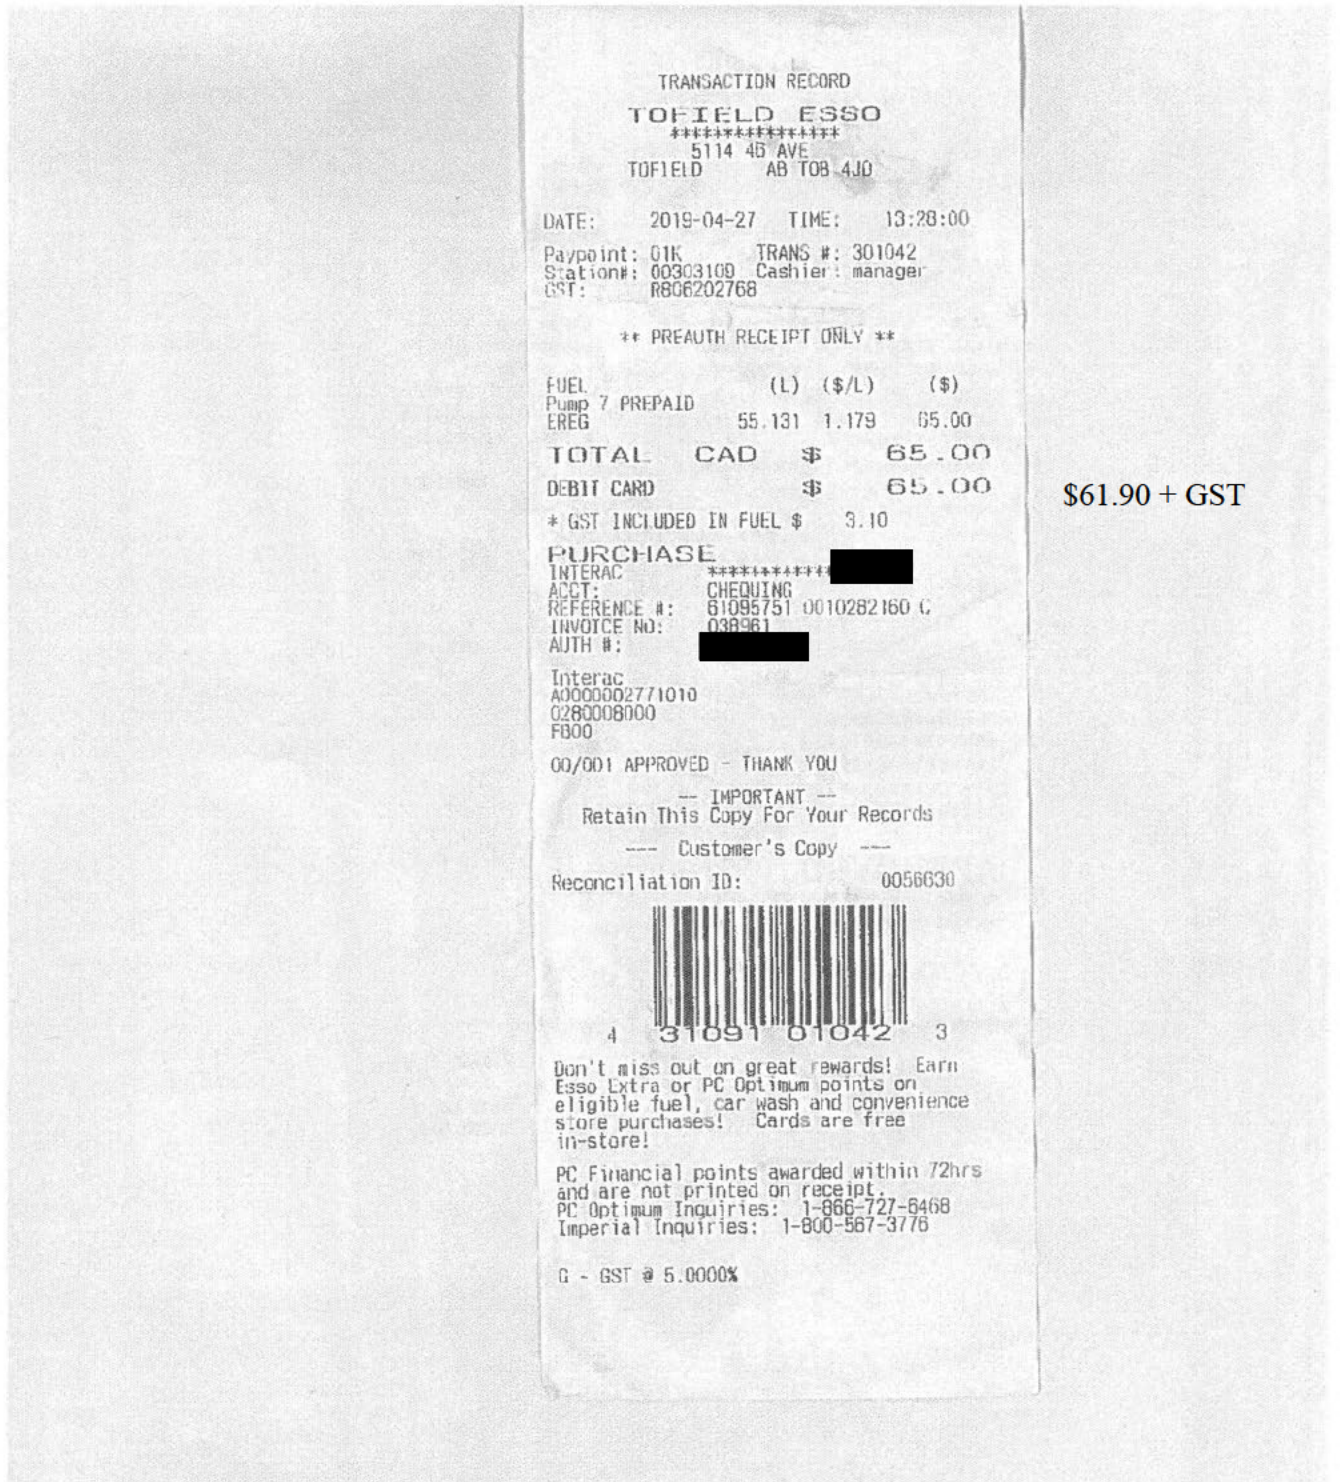 TRANSACTION RECORD
TOFIELD ESSO
****************
5114 46 AVE
TOFIELD AB T0B 4J0
DATE: 2019-04-27 TIME: 13:28:00
Paypoint: 01K TRANS #: 301042
Station#: 00303109 Cashier: manager
GST: R806202768
** PREAUTH RECEIPT ONLY **
FUEL (L) ($/L) ($)
Pump 7 PREPAID
EREG 55.131 1.179 65.00
TOTAL CAD $ 65.00
DEBIT CARD $ 65.00
$61.90 + GST
* GST INCLUDED IN FUEL $ 3.10
PURCHASE
INTERAC ************
ACCT: CHEQUING
REFERENCE #: 61095751 0010282160 C
INVOICE NO: 038961
AUTH #:
Interac
A0000002771010
0280008000
F800
00/001 APPROVED - THANK YOU
-- IMPORTANT --
Retain This Copy For Your Records
--- Customer's Copy ---
Reconciliation ID: 0056630
4 31091 01042 3
Don't miss out on great rewards! Earn
Esso Extra or PC Optimum points on
eligible fuel, car wash and convenience
store purchases! Cards are free
in-store!
PC Financial points awarded within 72hrs
and are not printed on receipt.
PC Optimum Inquiries: 1-866-727-6468
Imperial Inquiries: 1-800-567-3776
G - GST @ 5.0000%